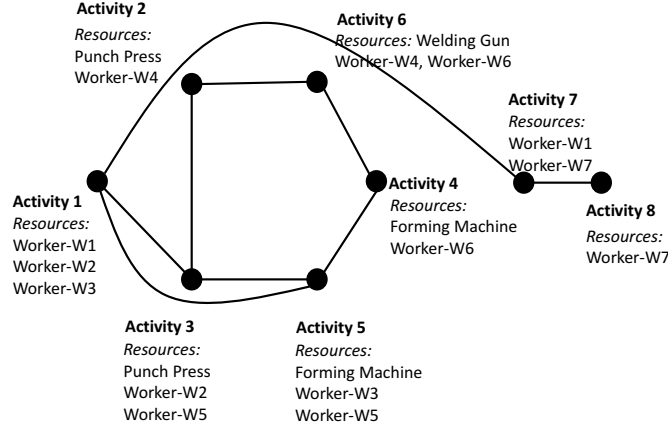 Activity 2
Resources:
Punch Press
Worker-W4
Activity 6
Resources: Welding Gun
Worker-W4, Worker-W6
Activity 7
Resources:
Worker-W1
Worker-W7
Activity 1
Resources:
Worker-W1
Worker-W2
Worker-W3
Activity 4
Resources:
Forming Machine
Worker-W6
Activity 8
Resources:
Worker-W7
Activity 3
Resources:
Punch Press
Worker-W2
Worker-W5
Activity 5
Resources:
Forming Machine
Worker-W3
Worker-W5